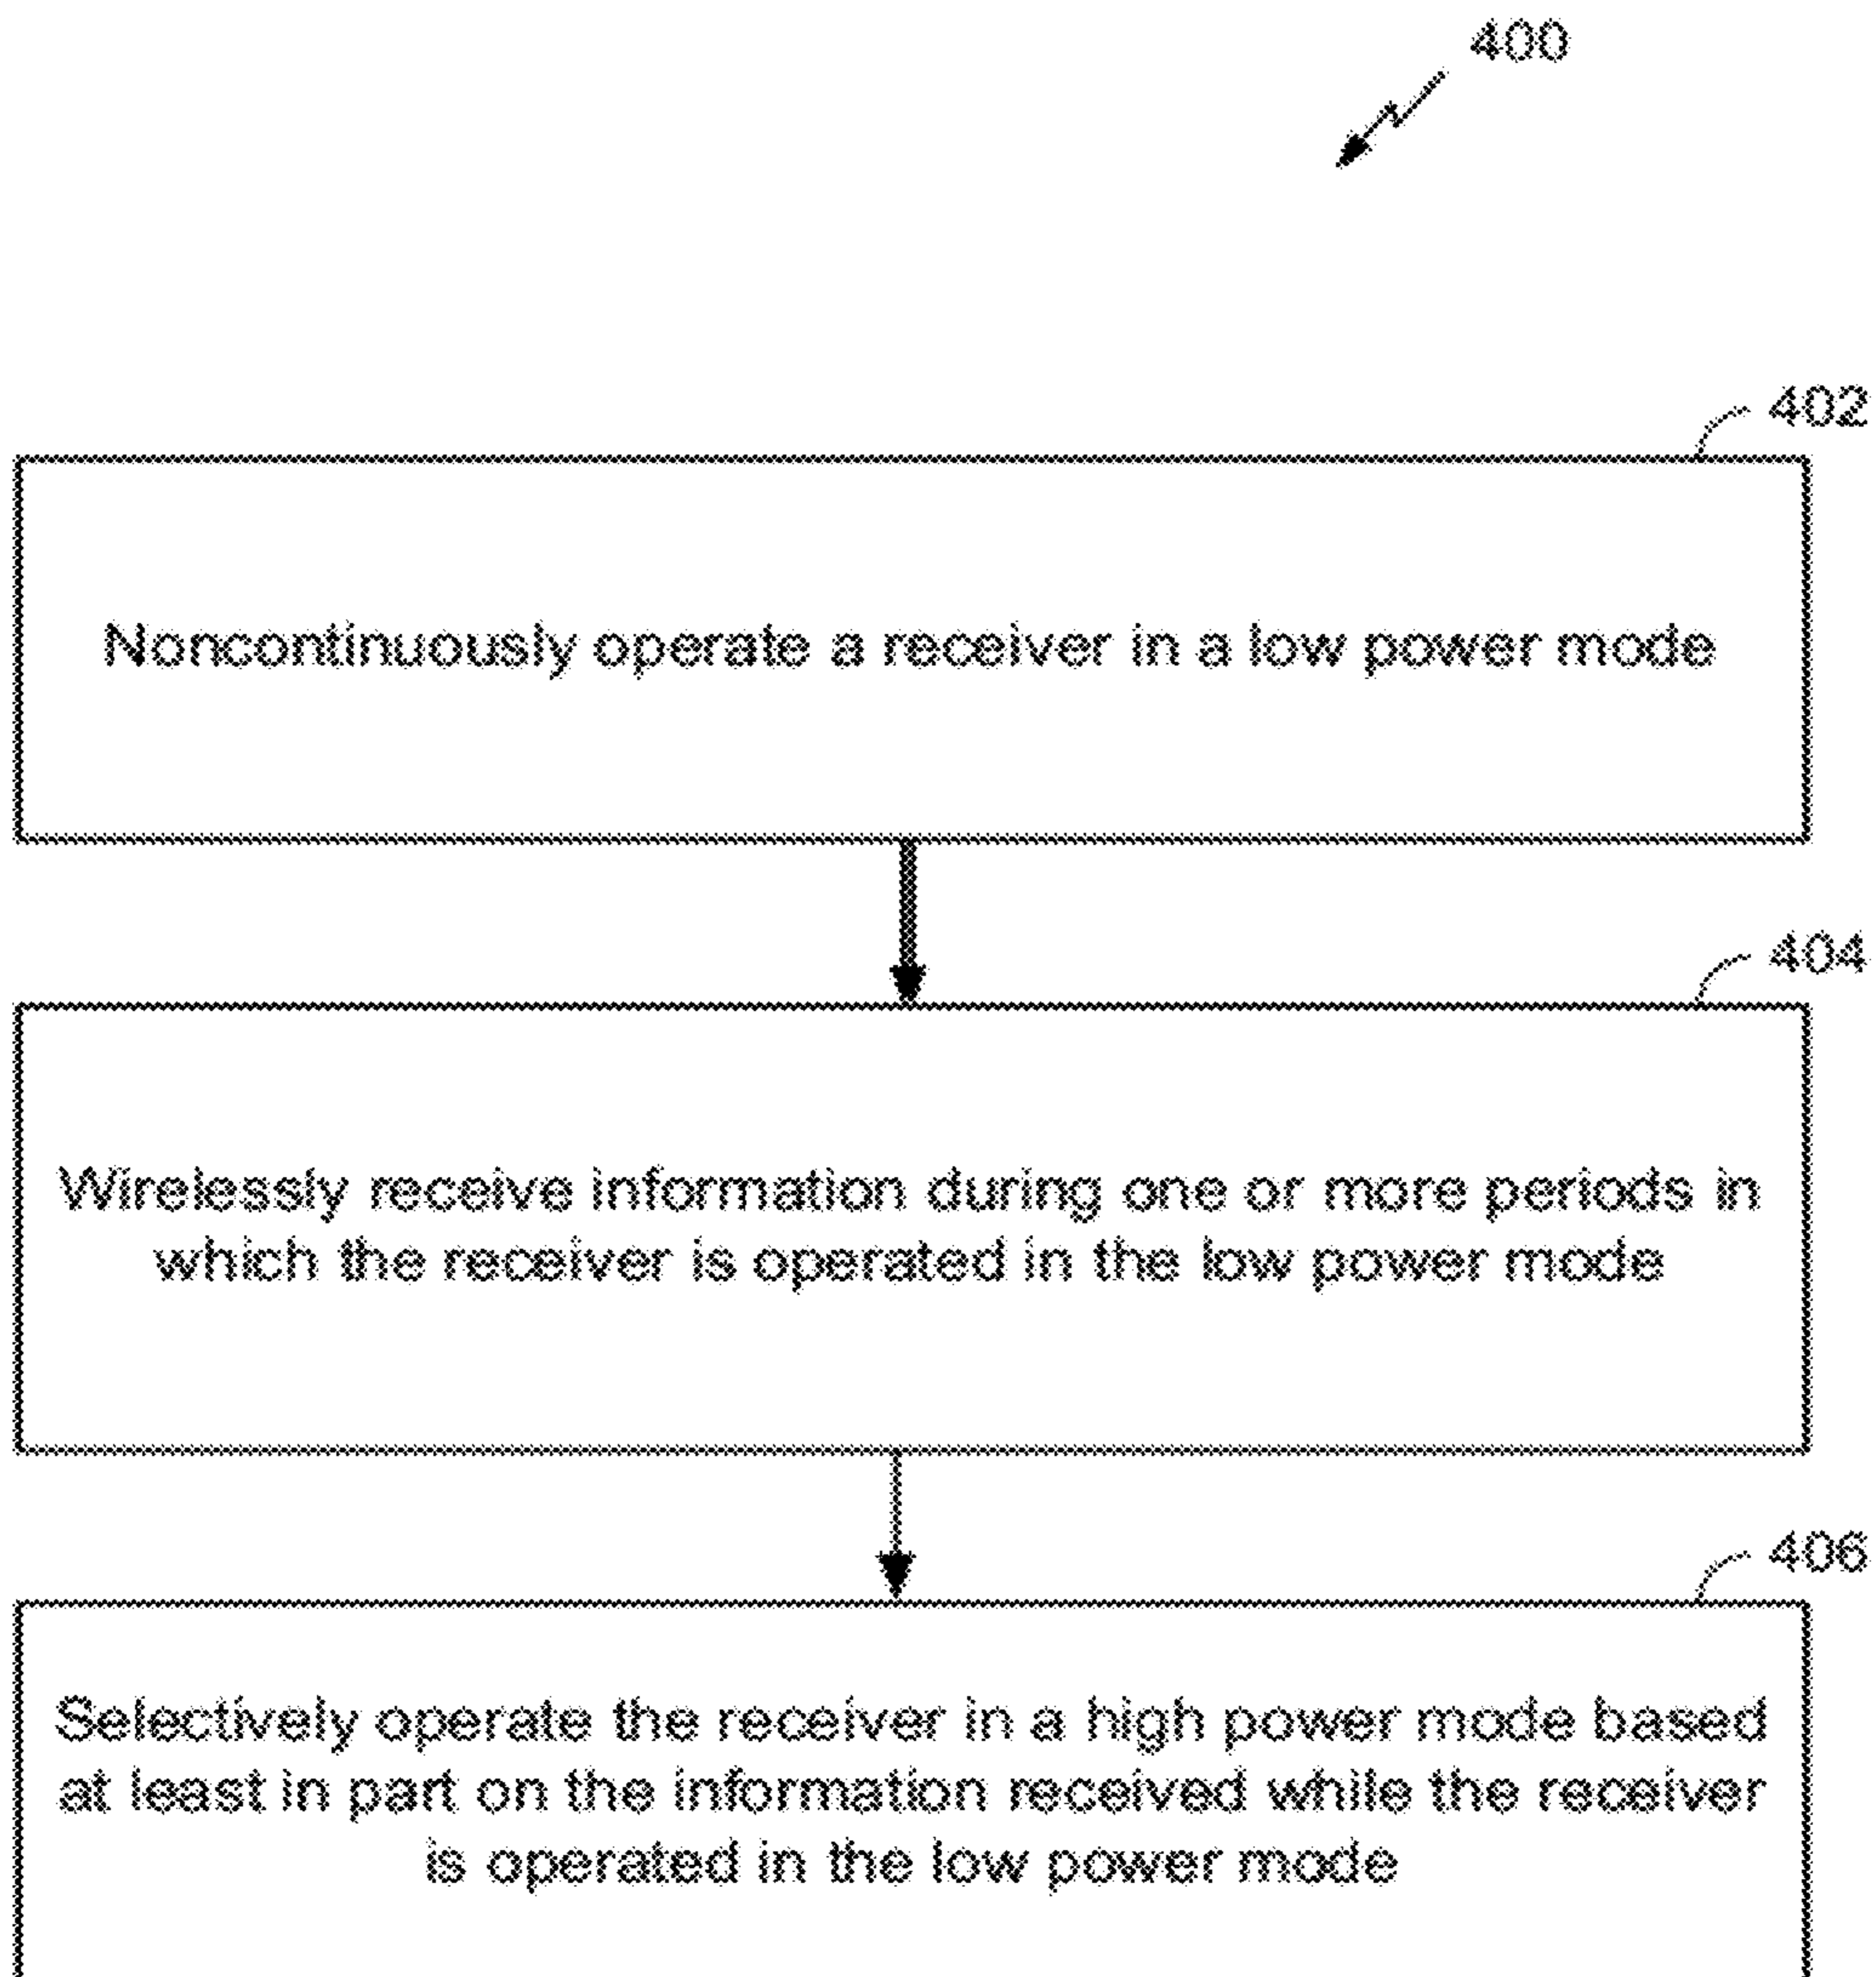 400
402
Noncontinuously operate a receiver in a low power mode
404
Wirelessly receive information during one or more periods in
which the receiver is operated in the low power mode
406
Selectively operate the receiver in a high power mode based
at least in part on the information received while the receiver
is operated in the low power mode